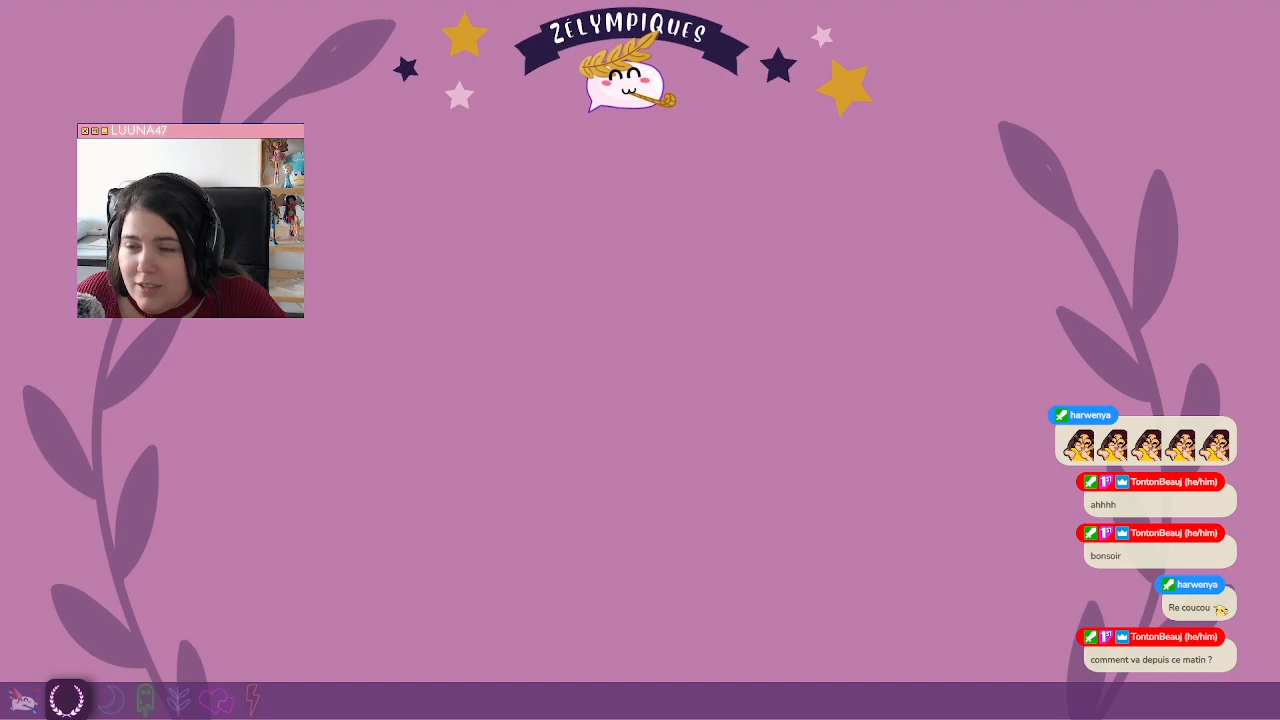 ZÉLYMPIQUES
LUUNA47
harwenya
TontonBeauj (he/him)
ahhhh
TontonBeauj (he/him)
bonsoir
harwenya
Re coucou
TontonBeauj (he/him)
comment va depuis ce matin ?